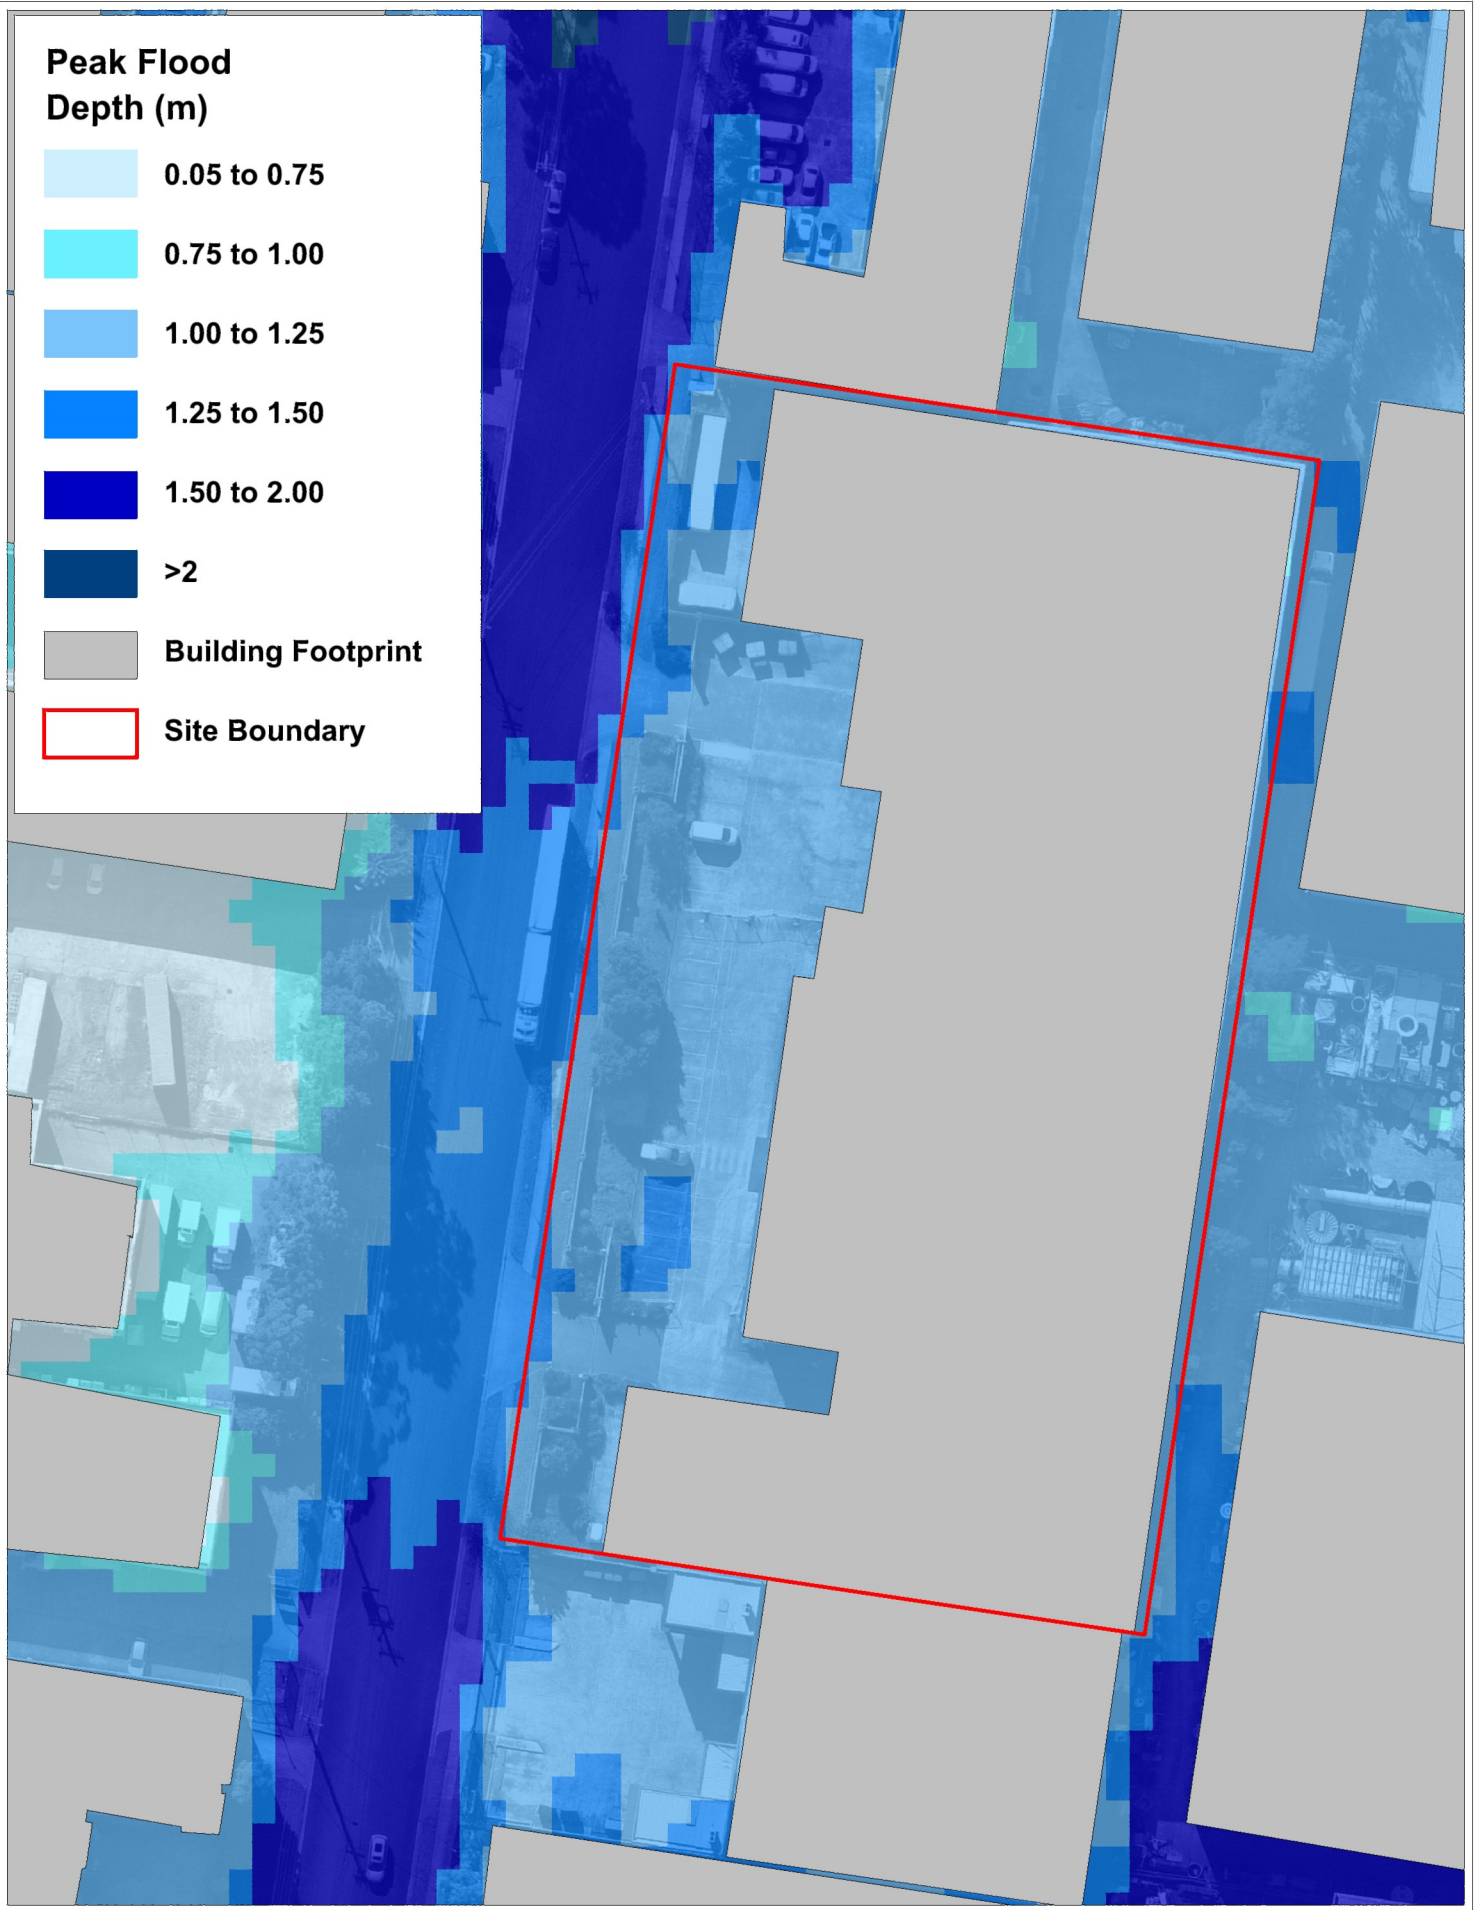 Peak Flood
Depth (m)
0.05 to 0.75
0.75 to 1.00
1.00 to 1.25
1.25 to 1.50
1.50 to 2.00
>2
Building Footprint
Site Boundary